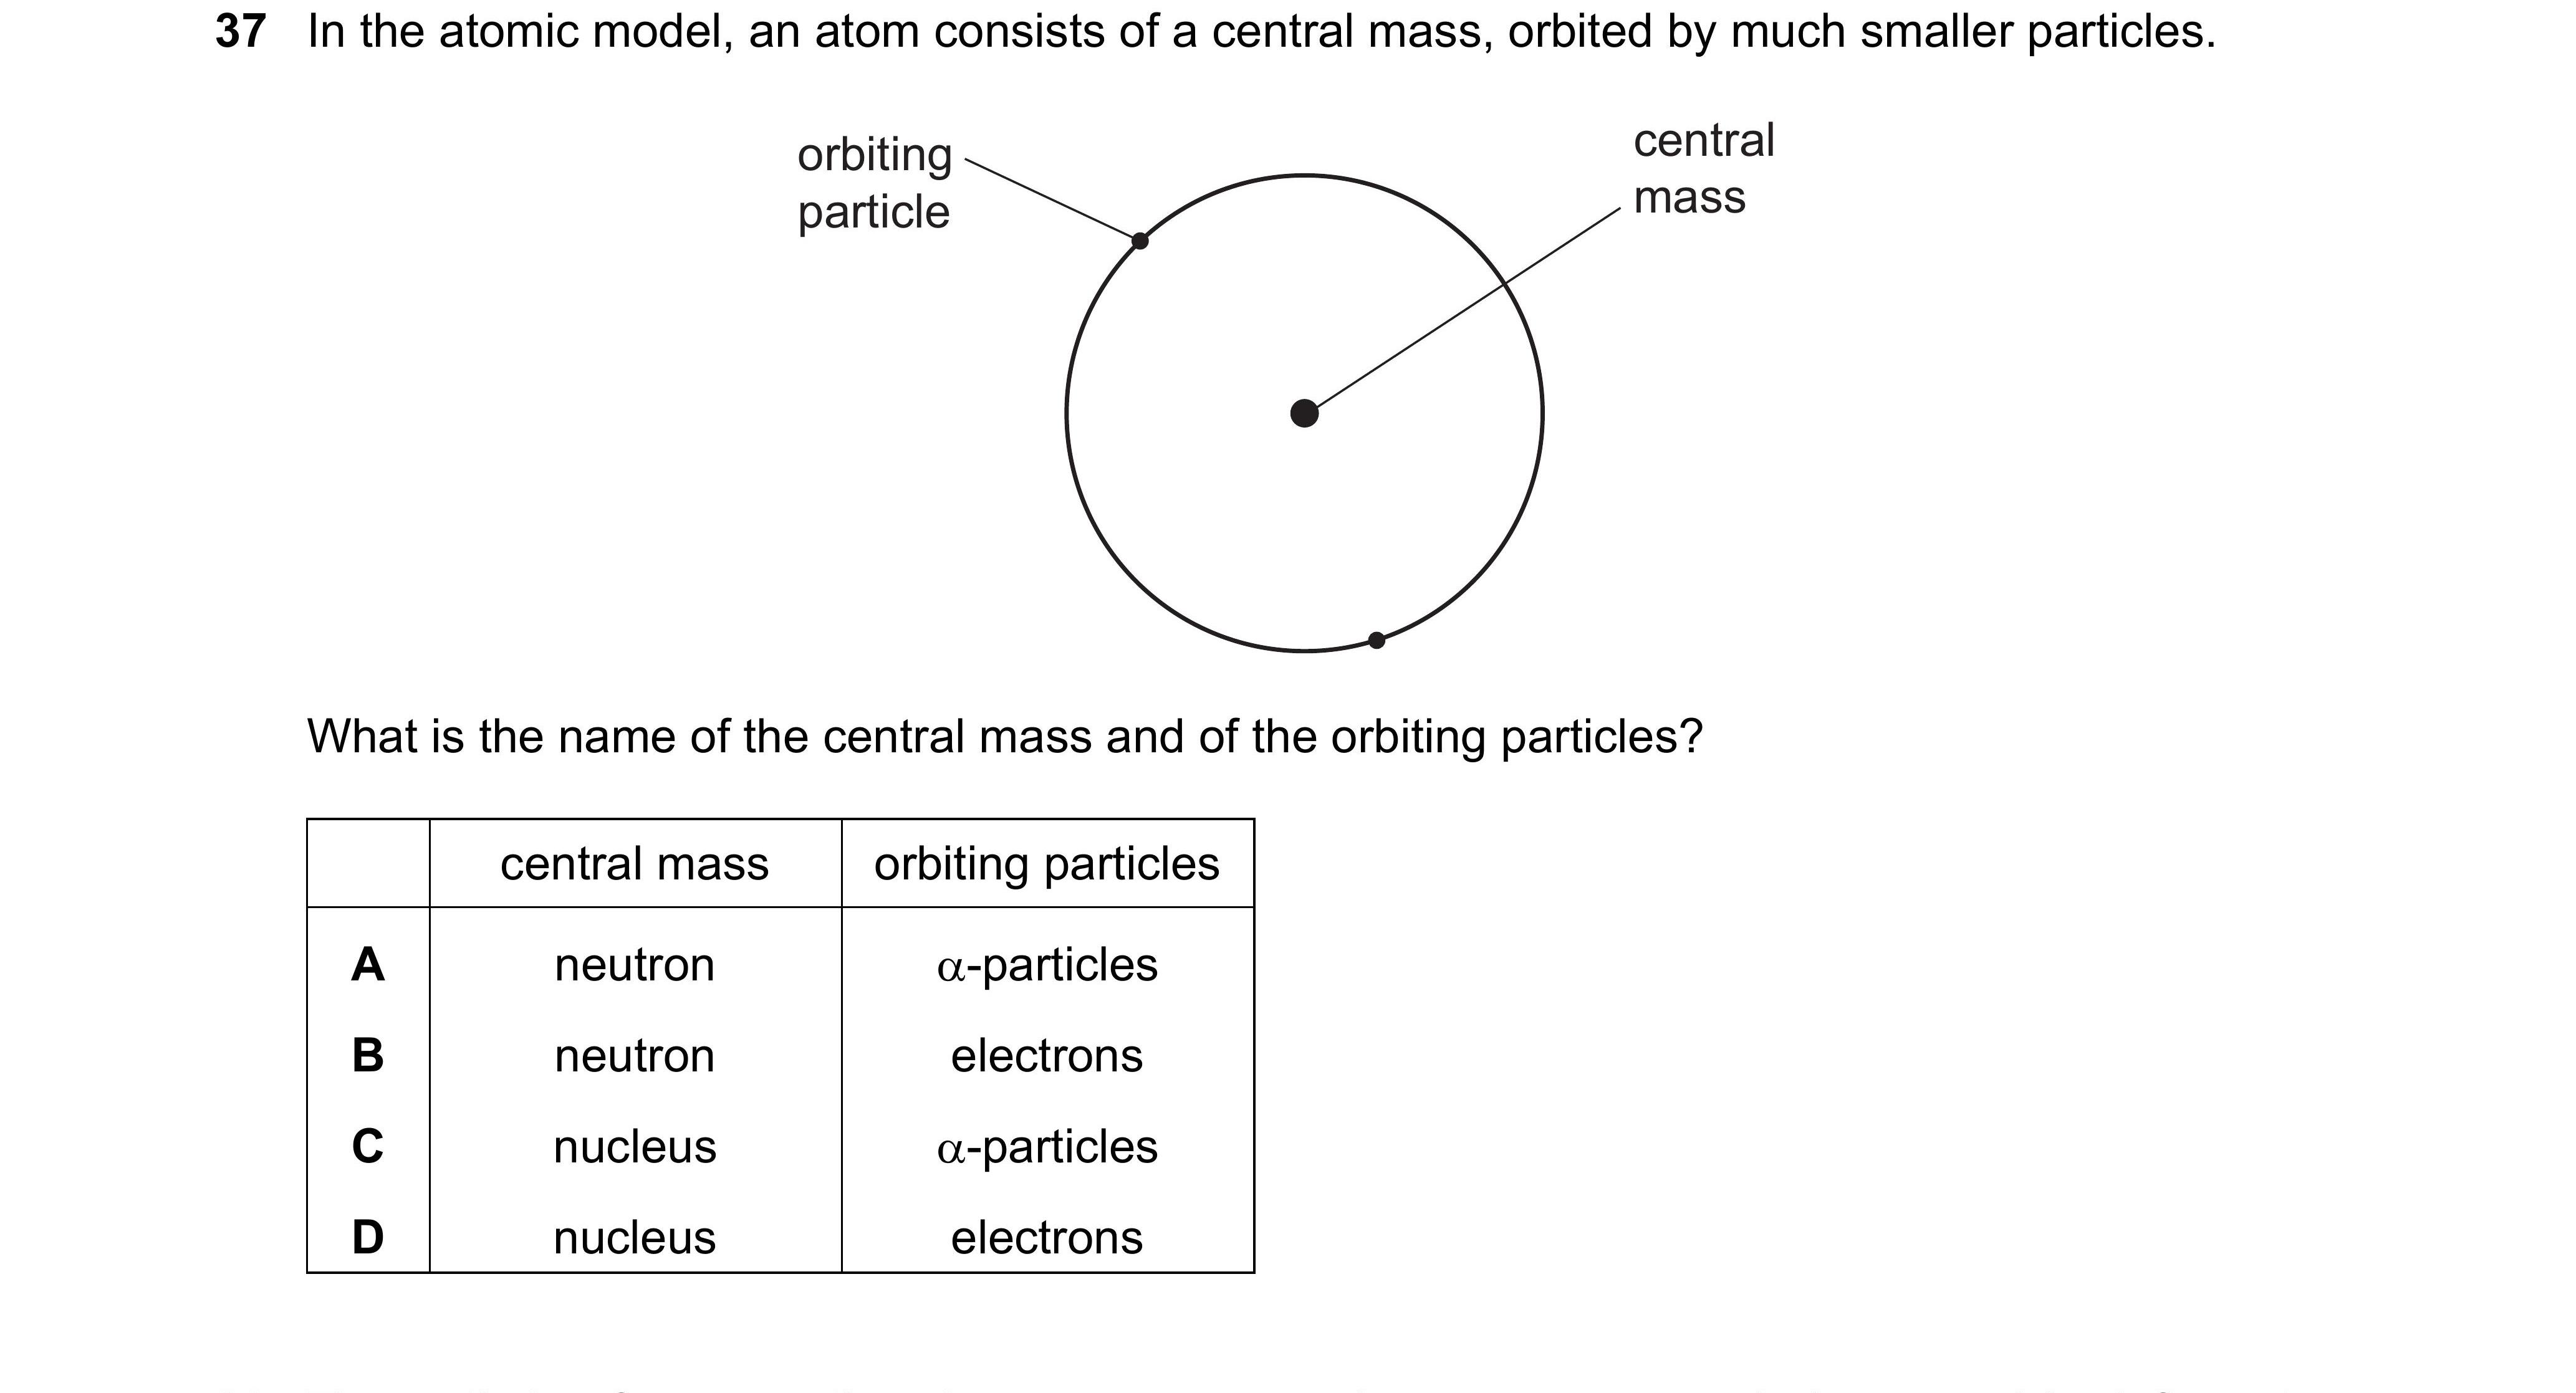 37 In the atomic model, an atom consists of a central mass, orbited by much smaller particles.
orbiting
particle
central
mass
What is the name of the central mass and of the orbiting particles?
central mass orbiting particles
A neutron α-particles
B neutron electrons
C nucleus α-particles
D nucleus electrons